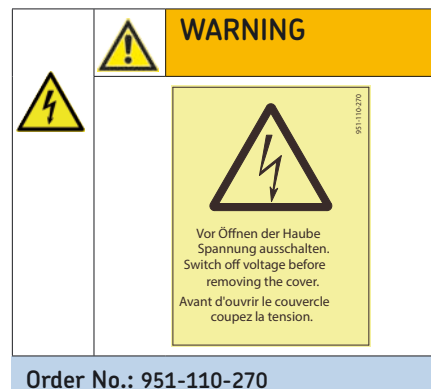 WARNING
951-110-270
Vor Öffnen der Haube
Spannung ausschalten.
Switch off voltage before
removing the cover.
Avant d'ouvrir le couvercle
coupez la tension.
Order No.: 951-110-270